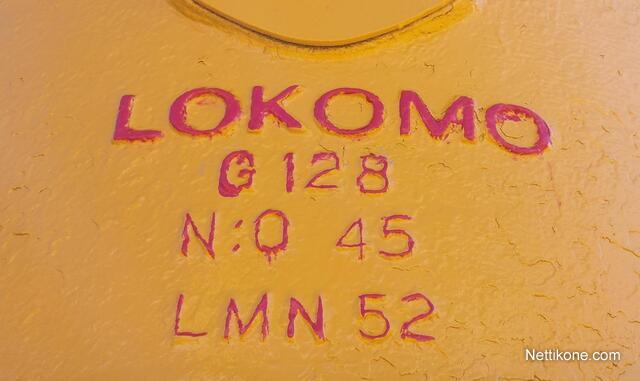 LOKOMO
G 128
N:O 45
LMN 52
Nettikone.com